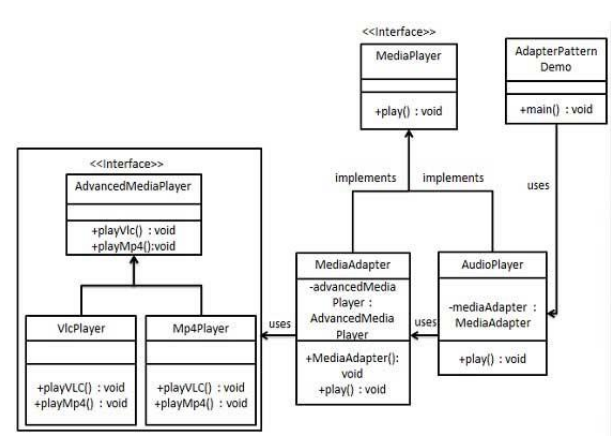 <<Interface>>
MediaPlayer
+play() : void
AdapterPattern
Demo
+main() : void
implements
implements
uses
<<Interface>>
AdvancedMediaPlayer
+playVlc() : void
+playMp4():void
VlcPlayer
+playVLC() : void
+playMp4() : void
Mp4Player
+playVLC() : void
+playMp4() : void
uses
MediaAdapter
-advancedMedia
Player :
AdvancedMedia
Player
+MediaAdapter():
void
+play() : void
uses
AudioPlayer
-mediaAdapter :
MediaAdapter
+play() : void